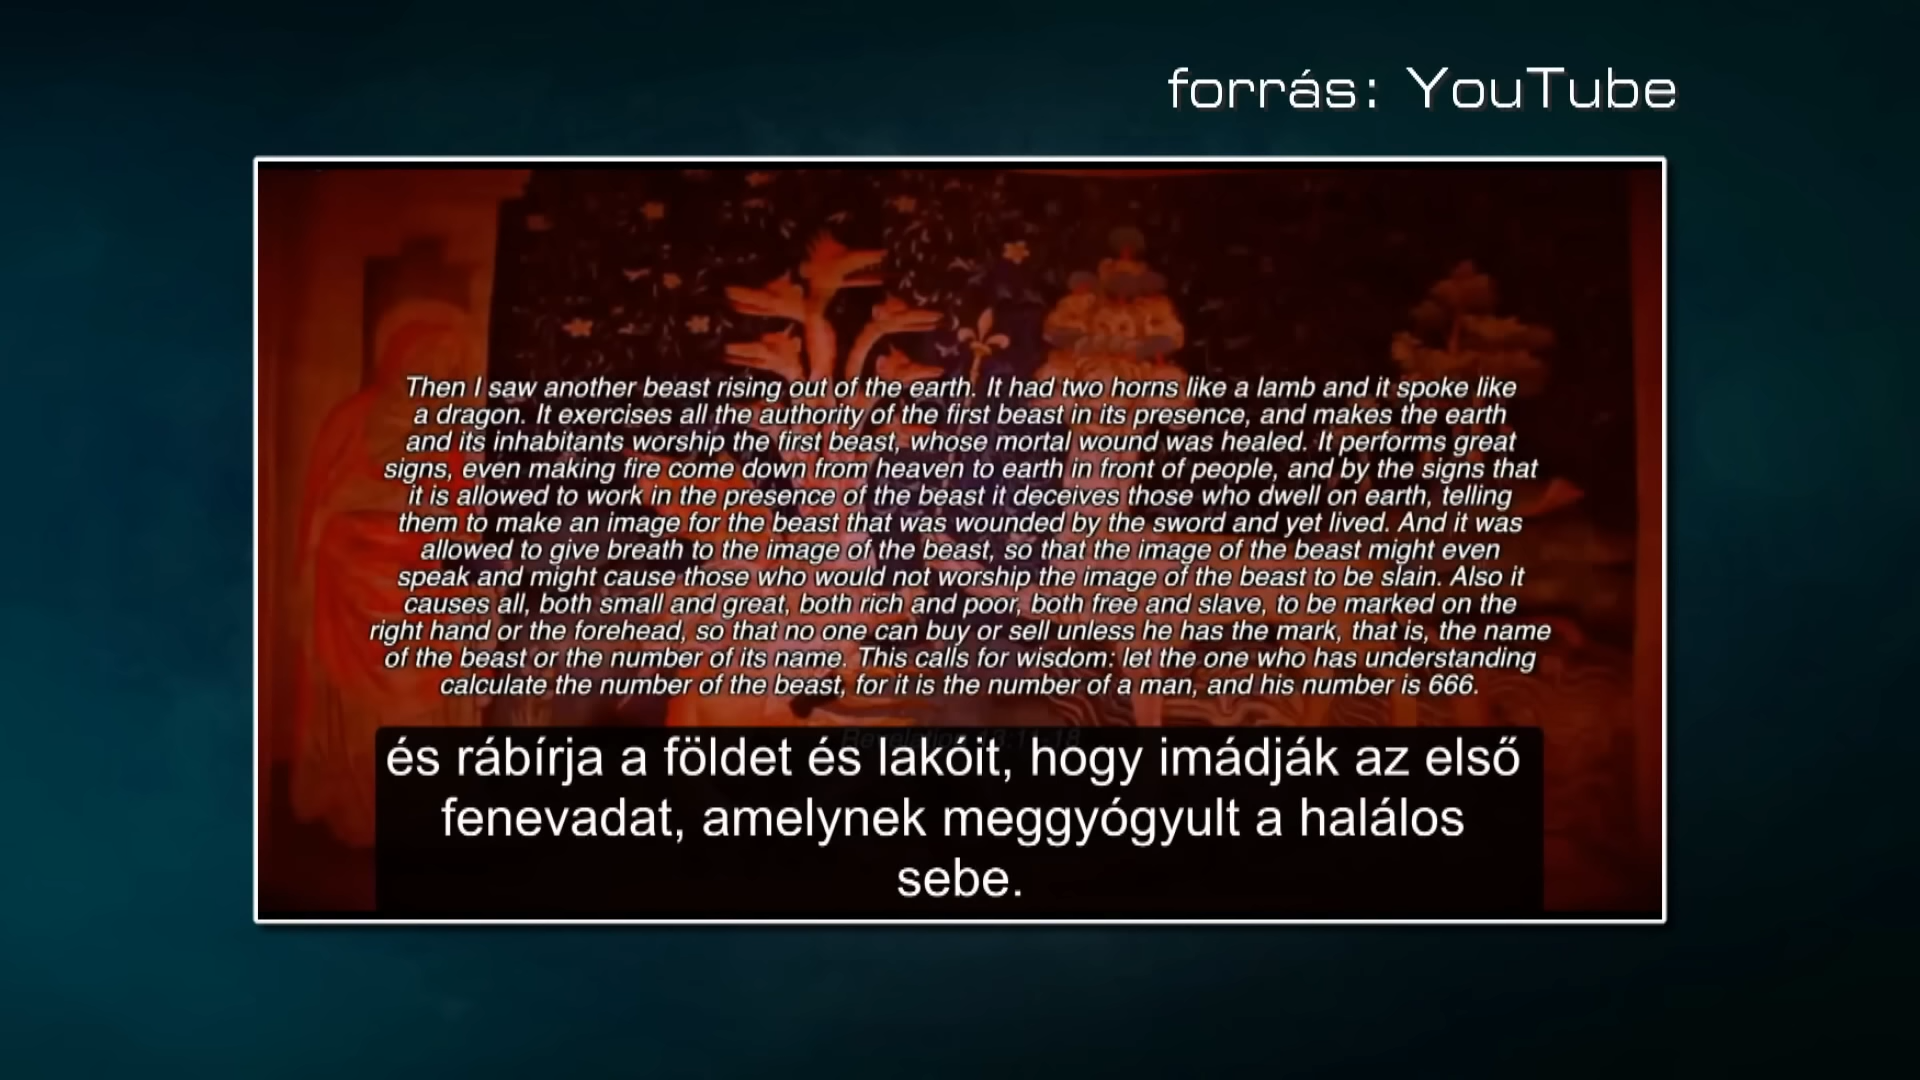 forrás: YouTube
Then I saw another beast rising out of the earth. It had two horns like a lamb and it spoke like
a dragon. It exercises all the authority of the first beast in its presence, and makes the earth
and its inhabitants worship the first beast, whose mortal wound was healed. It performs great
signs, even making fire come down from heaven to earth in front of people, and by the signs that
it is allowed to work in the presence of the beast it deceives those who dwell on earth, telling
them to make an image for the beast that was wounded by the sword and yet lived. And it was
allowed to give breath to the image of the beast, so that the image of the beast might even
speak and might cause those who would not worship the image of the beast to be slain. Also it
causes all, both small and great, both rich and poor, both free and slave, to be marked on the
right hand or the forehead, so that no one can buy or sell unless he has the mark, that is, the name
of the beast or the number of its name. This calls for wisdom: let the one who has understanding
calculate the number of the beast, for it is the number of a man, and his number is 666.
Revelation 13:11-18
és rábírja a földet és lakóit, hogy imádják az első
fenevadat, amelynek meggyógyult a halálos
sebe.